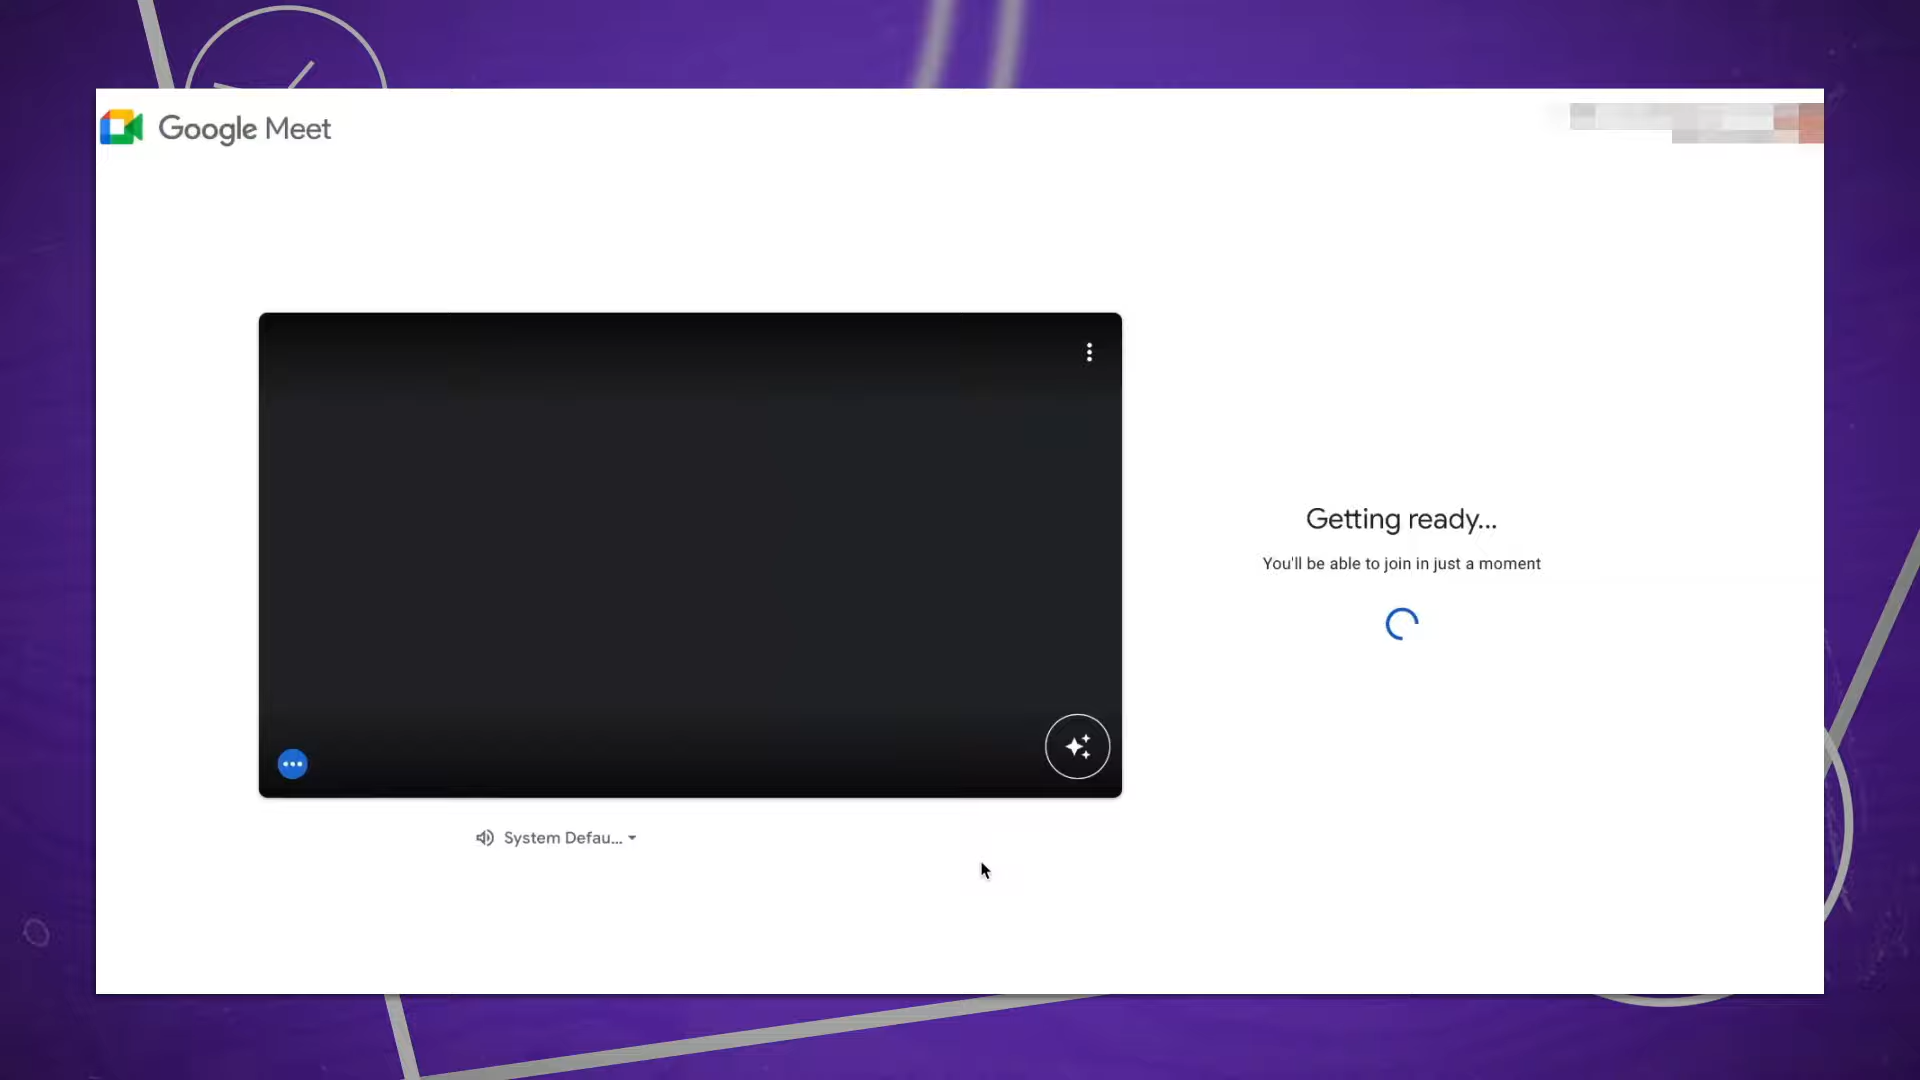 Google Meet
Getting ready...
You'll be able to join in just a moment
System Defau...